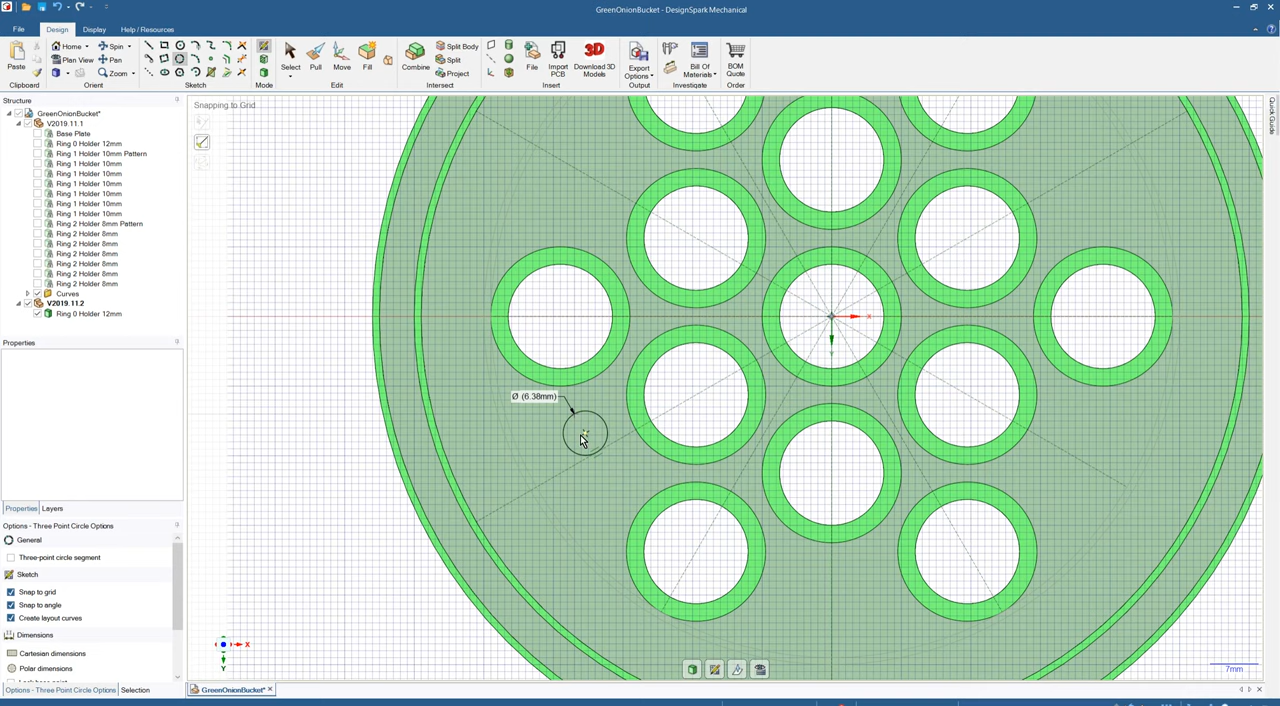 GreenOnionBucket - DesignSpark Mechanical
File
Design
Display
Help / Resources
Paste
Home
Spin
Plan View
Pan
Zoom
Select
Pull
Move
Fill
Combine
Split Body
Split
Project
File
Import PCB
Download 3D Models
Export Options
Bill Of Materials
BOM Quote
Clipboard
Orient
Sketch
Mode
Edit
Intersect
Insert
Output
Investigate
Order
Structure
GreenOnionBucket*
V2019.11.1
Base Plate
Ring 0 Holder 12mm
Ring 1 Holder 10mm Pattern
Ring 1 Holder 10mm
Ring 1 Holder 10mm
Ring 1 Holder 10mm
Ring 1 Holder 10mm
Ring 1 Holder 10mm
Ring 1 Holder 10mm
Ring 2 Holder 8mm Pattern
Ring 2 Holder 8mm
Ring 2 Holder 8mm
Ring 2 Holder 8mm
Ring 2 Holder 8mm
Ring 2 Holder 8mm
Ring 2 Holder 8mm
Curves
V2019.11.2
Ring 0 Holder 12mm
Properties
Properties
Layers
Options - Three Point Circle Options
General
Three-point circle segment
Sketch
Snap to grid
Snap to angle
Create layout curves
Dimensions
Cartesian dimensions
Polar dimensions
Options - Three Point Circle Options
Selection
Snapping to Grid
Quick Guide
Ø (6.38mm)
X
Y
X
Y
7mm
GreenOnionBucket*